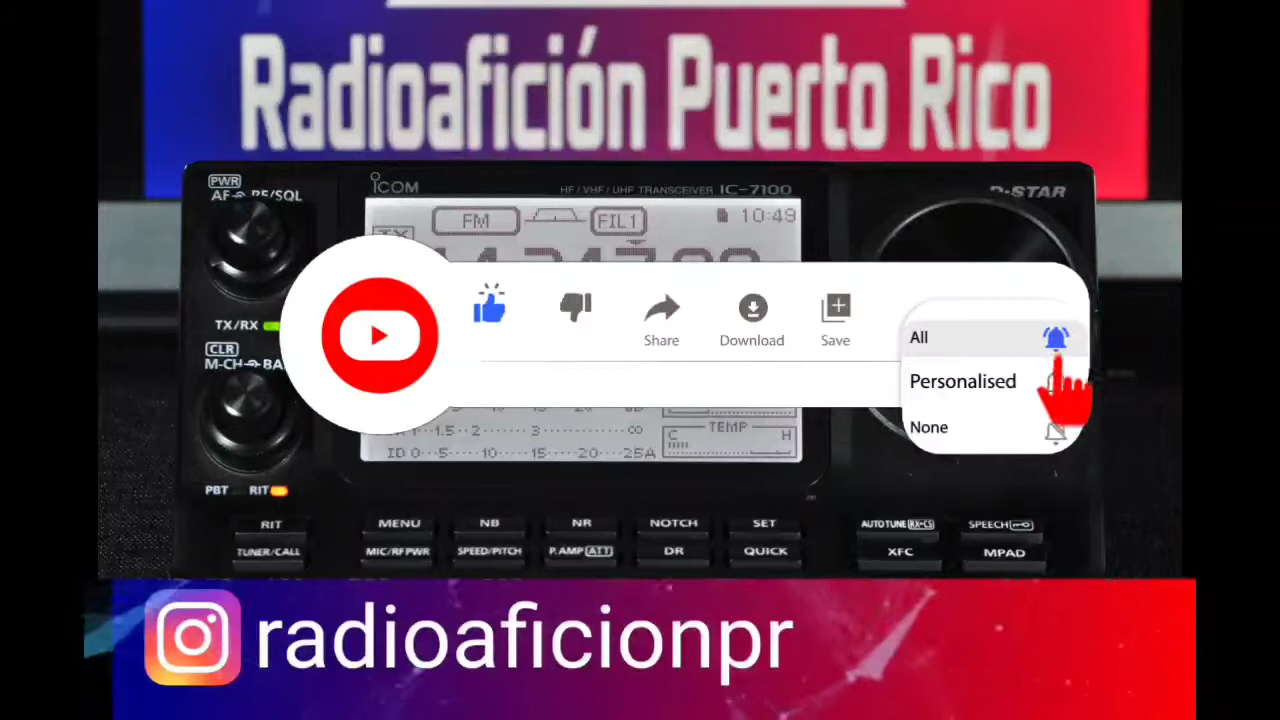 Radioafición Puerto Rico
PWR
AF RF/SQL
ICOM
HF/VHF/UHF TRANSCEIVER IC-7100
D-STAR
FM
FIL1
10:49
TX
TX/RX
Share
Download
Save
All
Personalised
None
CLR
M-CH
1.5 2 3 ∞
TEMP
C H
ID 0 5 10 15 20 25A
PBT RIT
RIT MENU NB NR NOTCH SET AUTOTUNE RX→CS SPEECH
TUNER/CALL MIC/RF PWR SPEED/PITCH P.AMP ATT DR QUICK XFC MPAD
radioaficionpr